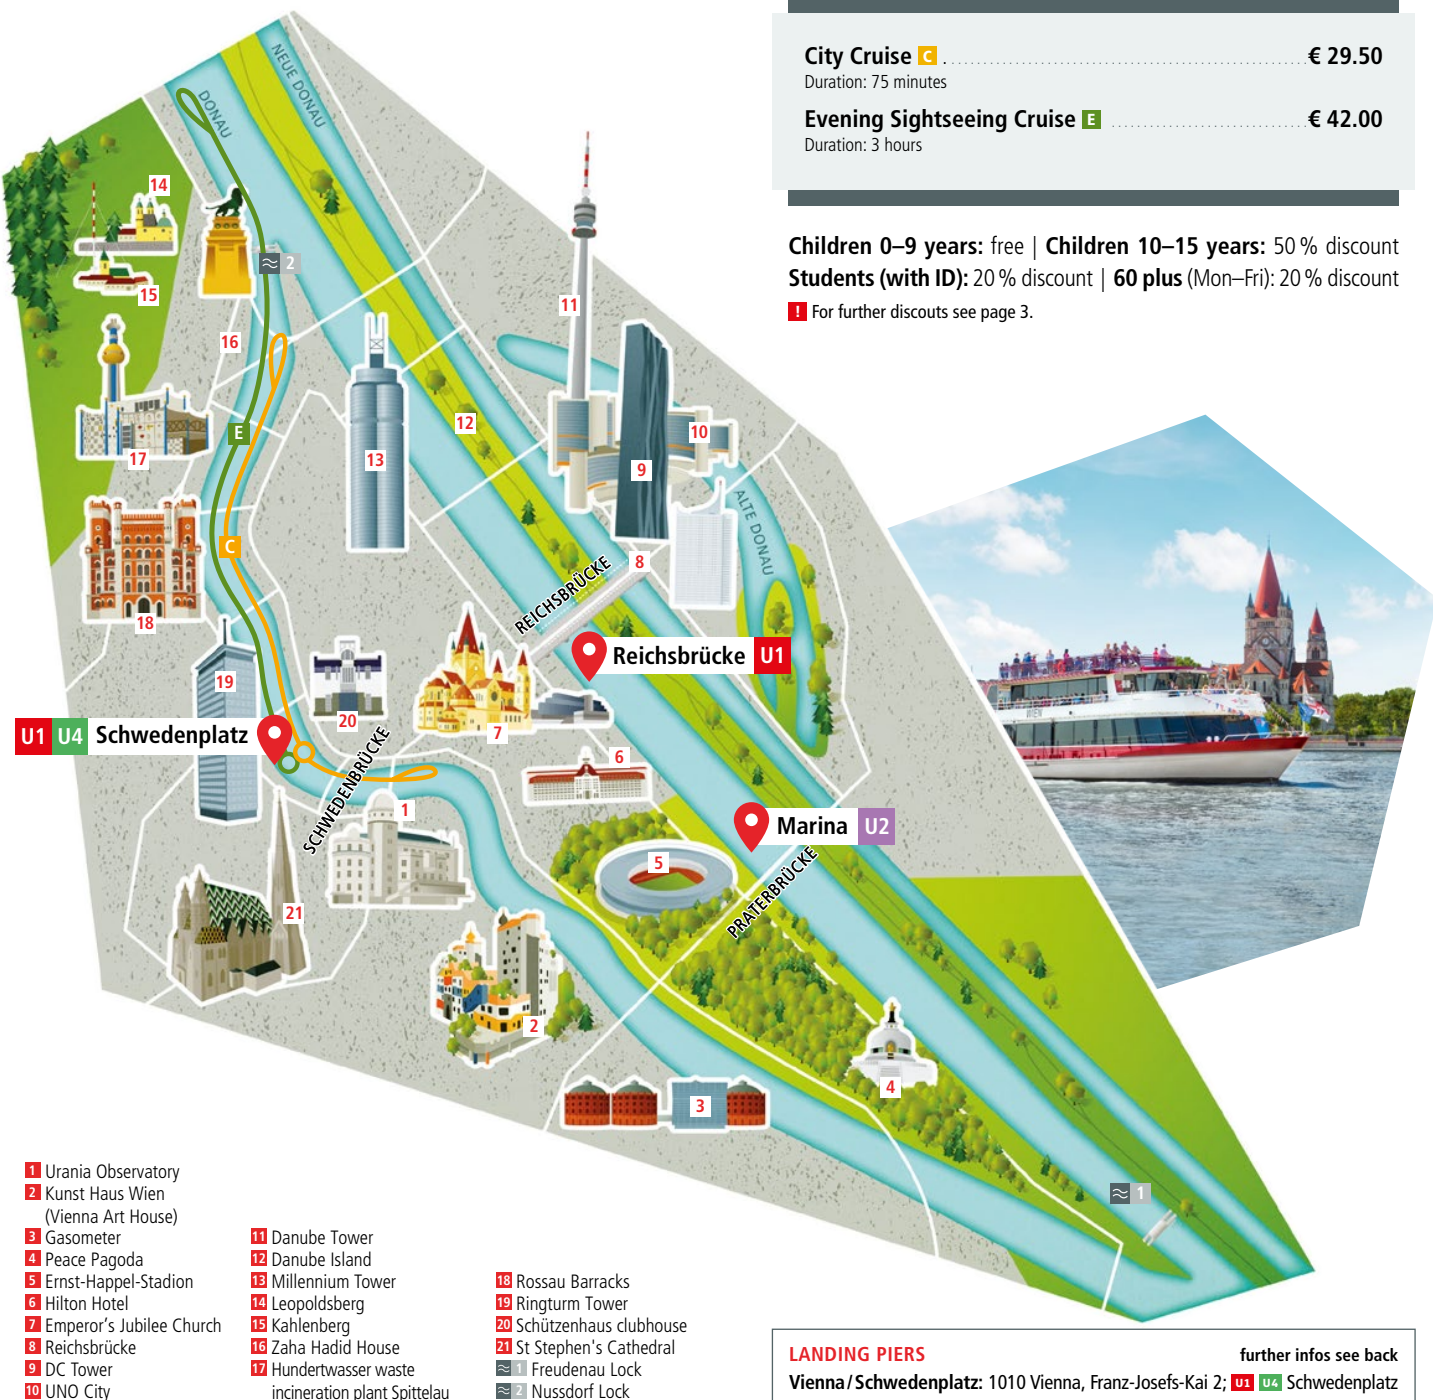 City Cruise C € 29.50
Duration: 75 minutes
Evening Sightseeing Cruise E € 42.00
Duration: 3 hours
Children 0–9 years: free | Children 10–15 years: 50 % discount
Students (with ID): 20 % discount | 60 plus (Mon–Fri): 20 % discount
! For further discouts see page 3.
DONAU
NEUE DONAU
14
2
15
11
16
12
10
E
17
13
9
ALTE DONAU
C
REICHSBRÜCKE
8
18
Reichsbrücke U1
19
20
7
U1 U4 Schwedenplatz
SCHWEDENBRÜCKE
6
1
Marina U2
5
PRATERBRÜCKE
21
2
4
3
1
WIEN
1 Urania Observatory
2 Kunst Haus Wien
(Vienna Art House)
3 Gasometer
4 Peace Pagoda
5 Ernst-Happel-Stadion
6 Hilton Hotel
7 Emperor's Jubilee Church
8 Reichsbrücke
9 DC Tower
10 UNO City
11 Danube Tower
12 Danube Island
13 Millennium Tower
14 Leopoldsberg
15 Kahlenberg
16 Zaha Hadid House
17 Hundertwasser waste
incineration plant Spittelau
18 Rossau Barracks
19 Ringturm Tower
20 Schützenhaus clubhouse
21 St Stephen's Cathedral
1 Freudenau Lock
2 Nussdorf Lock
LANDING PIERS further infos see back
Vienna/Schwedenplatz: 1010 Vienna, Franz-Josefs-Kai 2; U1 U4 Schwedenplatz